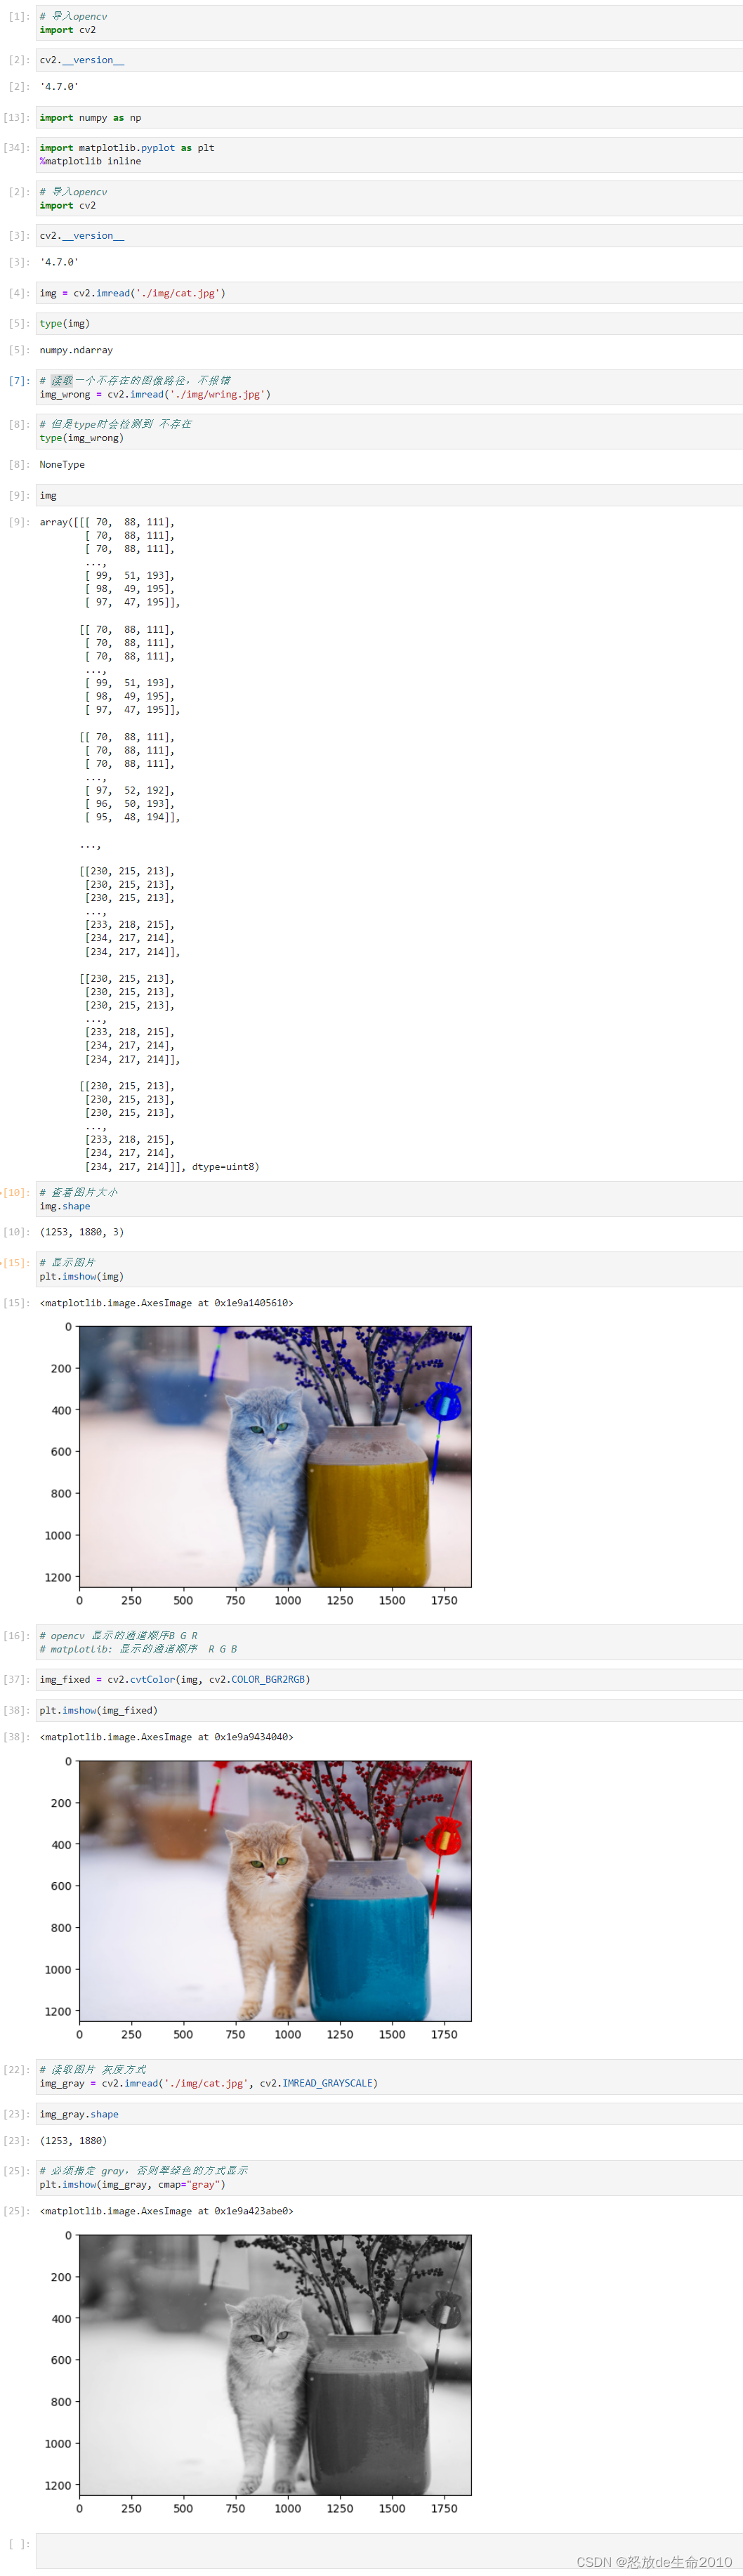 [1]: # 导入opencv
import cv2
[2]: cv2.__version__
[2]: '4.7.0'
[13]: import numpy as np
[34]: import matplotlib.pyplot as plt
%matplotlib inline
[2]: # 导入opencv
import cv2
[3]: cv2.__version__
[3]: '4.7.0'
[4]: img = cv2.imread('./img/cat.jpg')
[5]: type(img)
[5]: numpy.ndarray
[7]: # 读取一个不存在的图像路径，不报错
img_wrong = cv2.imread('./img/wring.jpg')
[8]: # 但是type时会检测到 不存在
type(img_wrong)
[8]: NoneType
[9]: img
[9]: array([[[ 70,  88, 111],
[ 70,  88, 111],
[ 70,  88, 111],
...,
[ 99,  51, 193],
[ 98,  49, 195],
[ 97,  47, 195]],
[[ 70,  88, 111],
[ 70,  88, 111],
[ 70,  88, 111],
...,
[ 99,  51, 193],
[ 98,  49, 195],
[ 97,  47, 195]],
[[ 70,  88, 111],
[ 70,  88, 111],
[ 70,  88, 111],
...,
[ 97,  52, 192],
[ 96,  50, 193],
[ 95,  48, 194]],
...,
[[230, 215, 213],
[230, 215, 213],
[230, 215, 213],
...,
[233, 218, 215],
[234, 217, 214],
[234, 217, 214]],
[[230, 215, 213],
[230, 215, 213],
[230, 215, 213],
...,
[233, 218, 215],
[234, 217, 214],
[234, 217, 214]],
[[230, 215, 213],
[230, 215, 213],
[230, 215, 213],
...,
[233, 218, 215],
[234, 217, 214],
[234, 217, 214]]], dtype=uint8)
[10]: # 查看图片大小
img.shape
[10]: (1253, 1880, 3)
[15]: # 显示图片
plt.imshow(img)
[15]: <matplotlib.image.AxesImage at 0x1e9a1405610>
0
200
400
600
800
1000
1200
0 250 500 750 1000 1250 1500 1750
[16]: # opencv 显示的通道顺序B G R
# matplotlib: 显示的通道顺序  R G B
[37]: img_fixed = cv2.cvtColor(img, cv2.COLOR_BGR2RGB)
[38]: plt.imshow(img_fixed)
[38]: <matplotlib.image.AxesImage at 0x1e9a9434040>
0
200
400
600
800
1000
1200
0 250 500 750 1000 1250 1500 1750
[22]: # 读取图片 灰度方式
img_gray = cv2.imread('./img/cat.jpg', cv2.IMREAD_GRAYSCALE)
[23]: img_gray.shape
[23]: (1253, 1880)
[25]: # 必须指定 gray，否则翠绿色的方式显示
plt.imshow(img_gray, cmap="gray")
[25]: <matplotlib.image.AxesImage at 0x1e9a423abe0>
0
200
400
600
800
1000
1200
0 250 500 750 1000 1250 1500 1750
[ ]:
CSDN @怒放de生命2010